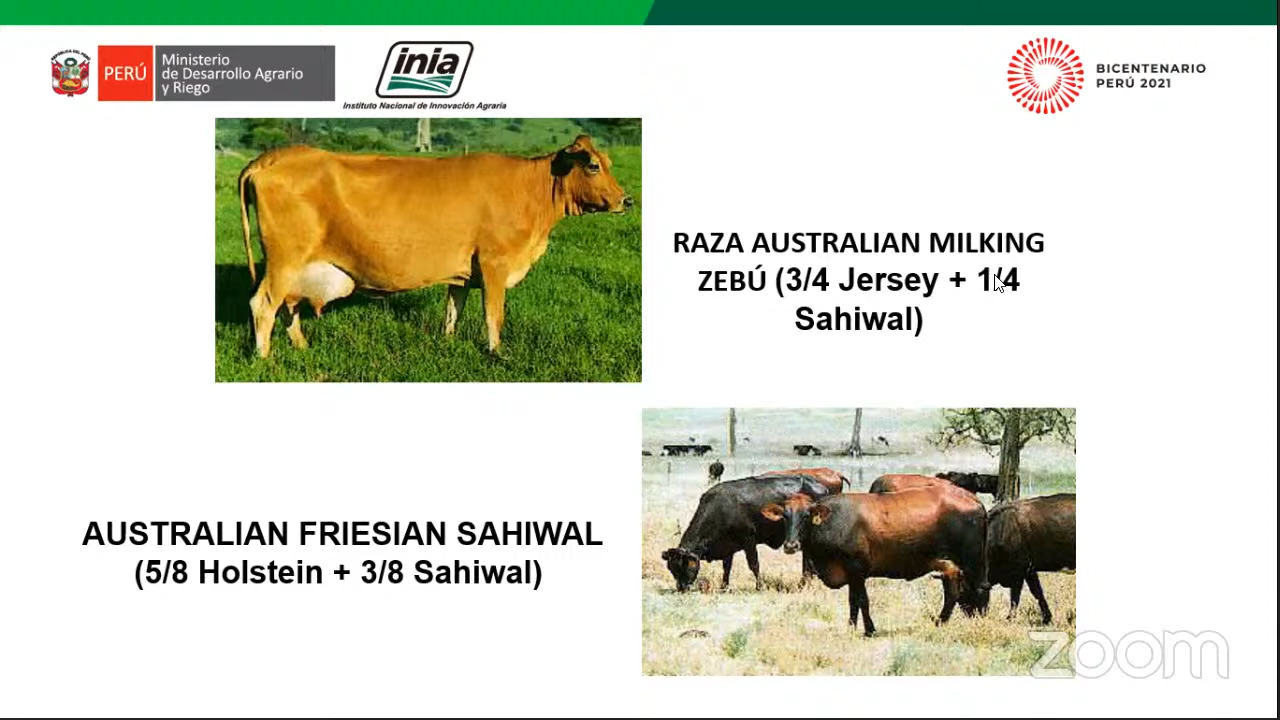 PERÚ
Ministerio
de Desarrollo Agrario
y Riego
inia
Instituto Nacional de Innovación Agraria
BICENTENARIO
PERÚ 2021
RAZA AUSTRALIAN MILKING
ZEBÚ (3/4 Jersey + 1/4
Sahiwal)
AUSTRALIAN FRIESIAN SAHIWAL
(5/8 Holstein + 3/8 Sahiwal)
zoom